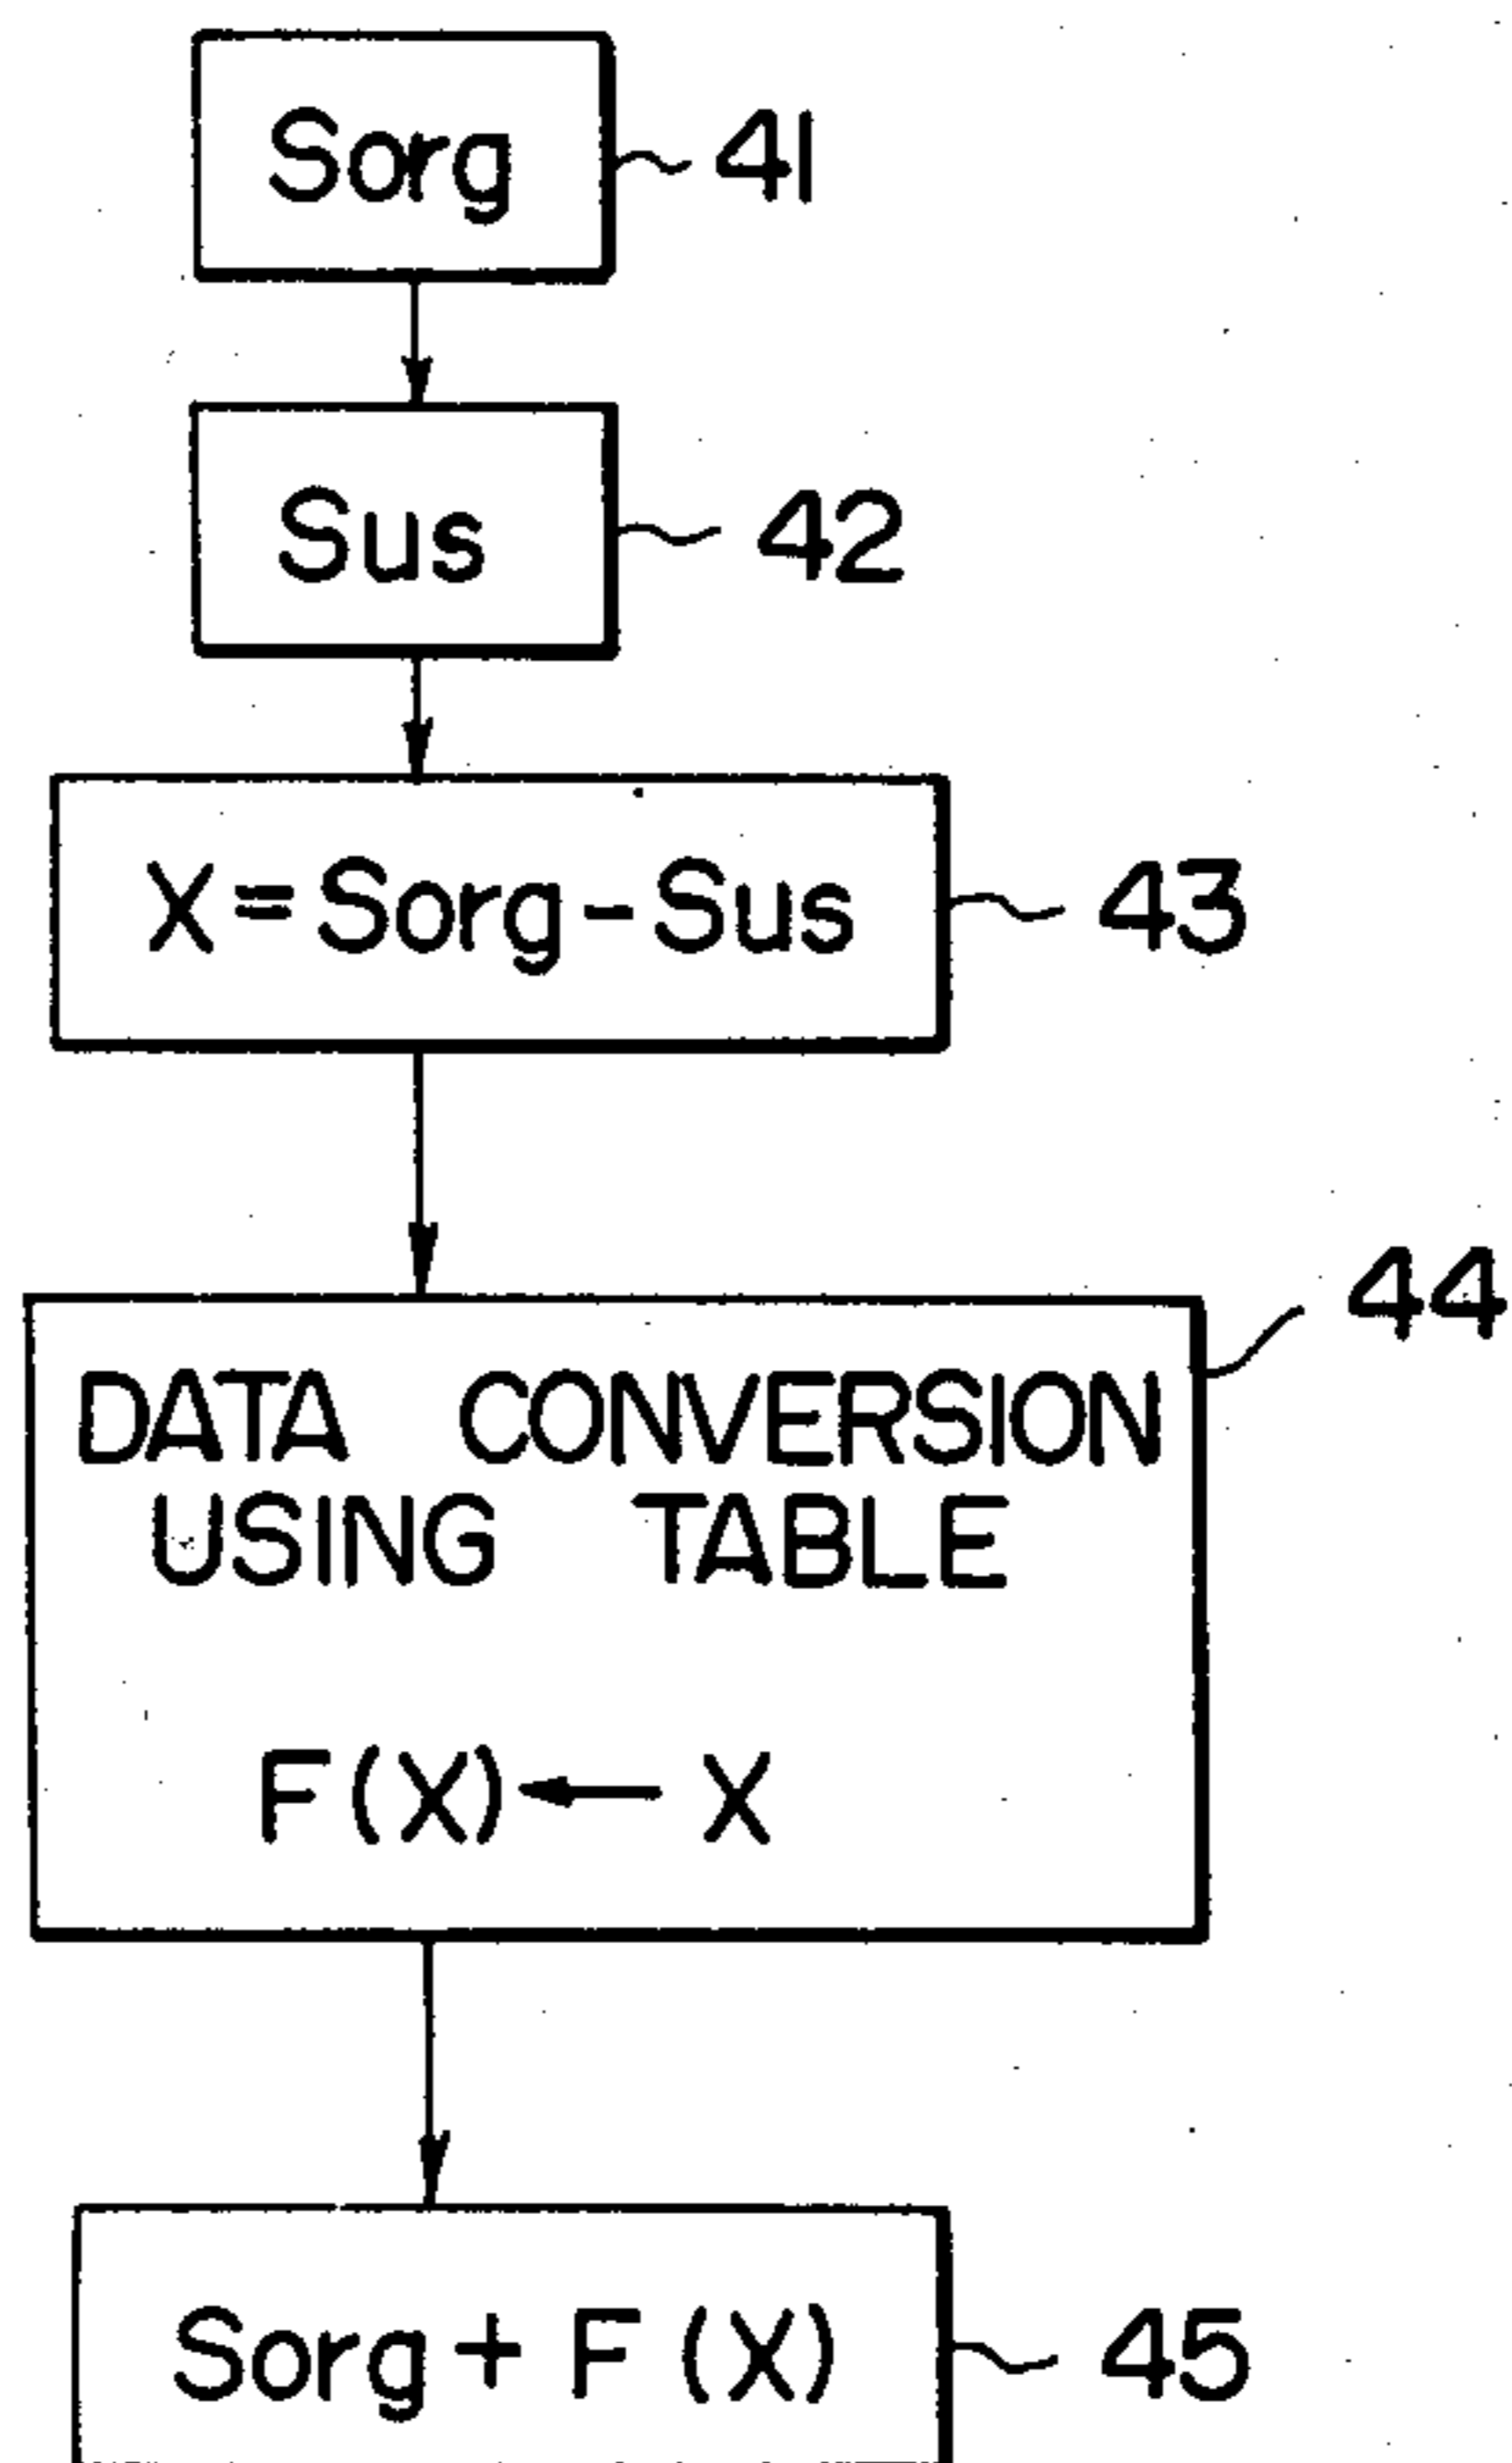 Sorg 41
Sus 42
X=Sorg-Sus 43
44
DATA CONVERSION
USING TABLE
F(X)← X
Sorg+F(X) 45